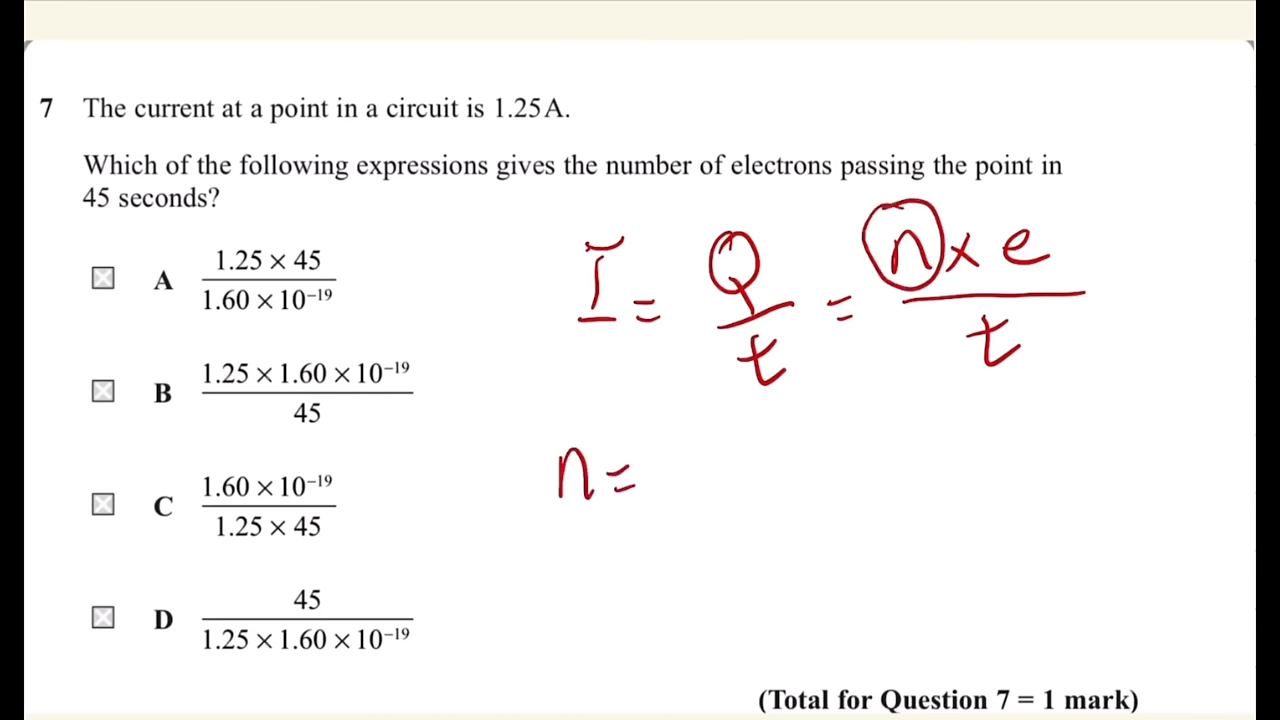 7 The current at a point in a circuit is 1.25 A.
Which of the following expressions gives the number of electrons passing the point in
45 seconds?
A (1.25 × 45) / (1.60 × 10⁻¹⁹)
B (1.25 × 1.60 × 10⁻¹⁹) / 45
C (1.60 × 10⁻¹⁹) / (1.25 × 45)
D 45 / (1.25 × 1.60 × 10⁻¹⁹)
I = Q / t = n × e / t
n =
(Total for Question 7 = 1 mark)